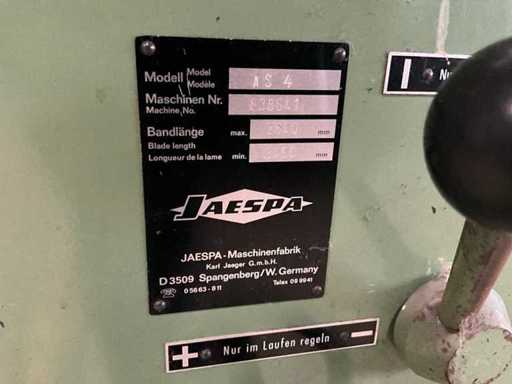 Modell Model Modèle AS 4
Maschinen Nr.
Machine No.
Bandlänge max. mm
Blade length
Longueur de la lame min. mm
JAESPA
JAESPA-Maschinenfabrik
Karl Jaeger G.m.b.H.
D 3509 Spangenberg/W. Germany
☏ 05663-811 Telex 09 9941
+ Nur im Laufen regeln −
Nu